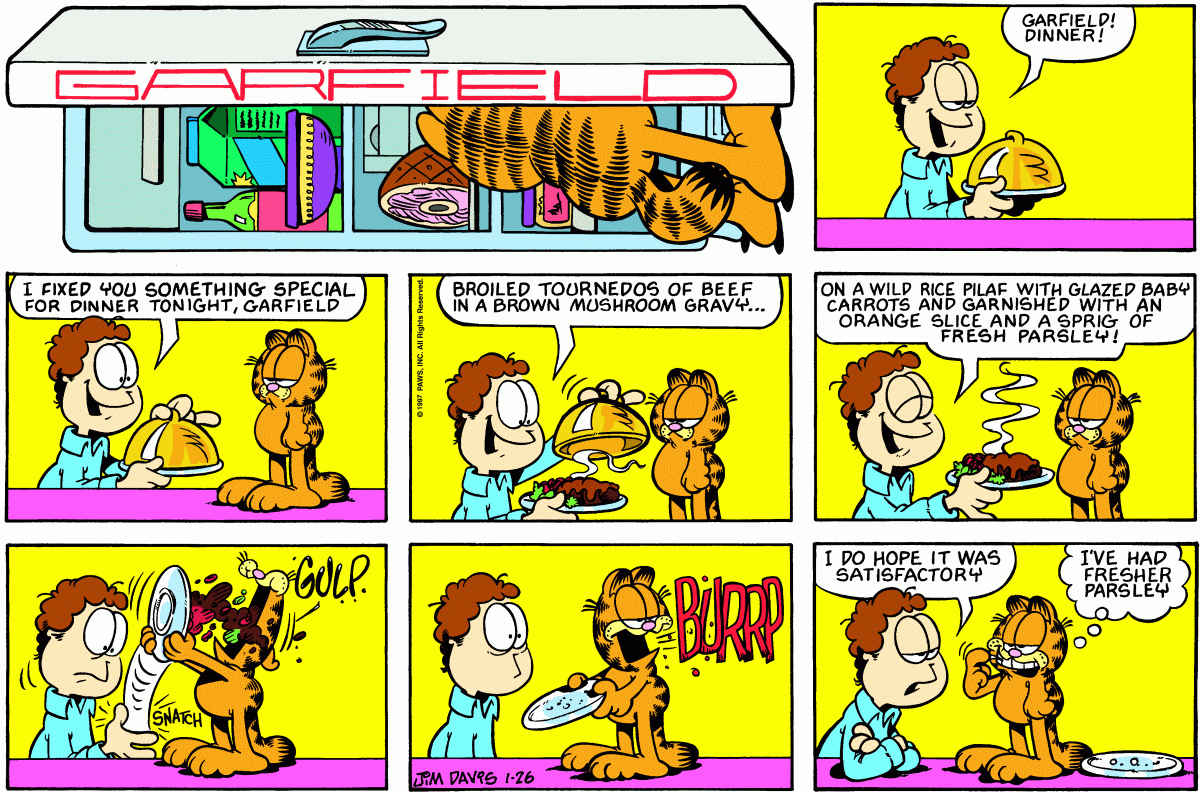 GARFIELD
GARFIELD!
DINNER!
I FIXED YOU SOMETHING SPECIAL
FOR DINNER TONIGHT, GARFIELD
BROILED TOURNEDOS OF BEEF
IN A BROWN MUSHROOM GRAVY...
© 1997 PAWS, INC. All Rights Reserved.
ON A WILD RICE PILAF WITH GLAZED BABY
CARROTS AND GARNISHED WITH AN
ORANGE SLICE AND A SPRIG OF
FRESH PARSLEY!
GULP.
SNATCH
BURRP
JIM DAVIS 1-26
I DO HOPE IT WAS
SATISFACTORY
I'VE HAD
FRESHER
PARSLEY